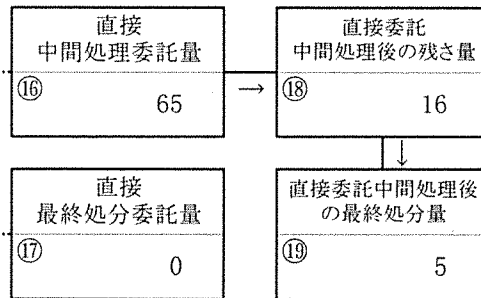 直接
中間処理委託量
⑯
65
→
直接委託
中間処理後の残さ量
⑱
16
↓
直接
最終処分委託量
⑰
0
直接委託中間処理後
の最終処分量
⑲
5